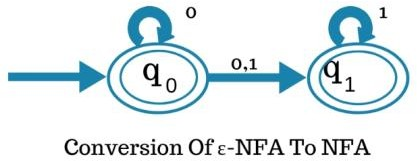 0 1
q0 0,1 q1
Conversion Of ε-NFA To NFA